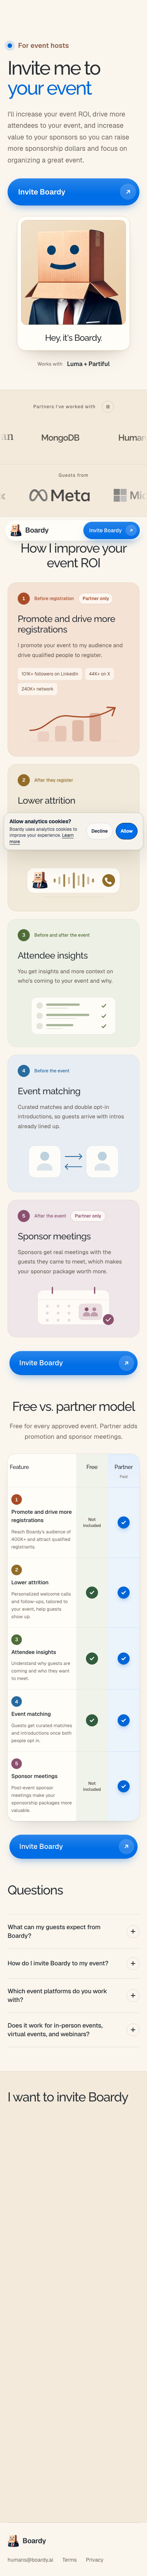 For event hosts
Invite me to
your event
I'll increase your event ROI, drive more
attendees to your event, and increase
value to your sponsors so you can raise
more sponsorship dollars and focus on
organizing a great event.
Invite Boardy
Hey, it's Boardy.
Works with Luma + Partiful
Partners I've worked with
MongoDB
Human
Guests from
Meta
Mic
Boardy
Invite Boardy
How I improve your
event ROI
1 Before registration Partner only
Promote and drive more
registrations
I promote your event to my audience and
drive qualified people to register.
101K+ followers on LinkedIn 44K+ on X
240K+ network
2 After they register
Lower attrition
Allow analytics cookies?
Boardy uses analytics cookies to
improve your experience. Learn
more
Decline
Allow
3 Before and after the event
Attendee insights
You get insights and more context on
who's coming to your event and why.
4 Before the event
Event matching
Curated matches and double opt-in
introductions, so guests arrive with intros
already lined up.
5 After the event Partner only
Sponsor meetings
Sponsors get real meetings with the
guests they came to meet, which makes
your sponsor package worth more.
Invite Boardy
Free vs. partner model
Free for every approved event. Partner adds
promotion and sponsor meetings.
Feature Free Partner
Paid
1
Promote and drive more
registrations
Reach Boardy's audience of
400K+ and attract qualified
registrants.
Not
included
2
Lower attrition
Personalized welcome calls
and follow-ups, tailored to
your event, help guests
show up.
3
Attendee insights
Understand why guests are
coming and who they want
to meet.
4
Event matching
Guests get curated matches
and introductions once both
people opt in.
5
Sponsor meetings
Post-event sponsor
meetings make your
sponsorship packages more
valuable.
Not
included
Invite Boardy
Questions
What can my guests expect from
Boardy?
How do I invite Boardy to my event?
Which event platforms do you work
with?
Does it work for in-person events,
virtual events, and webinars?
I want to invite Boardy
Boardy
humans@boardy.ai Terms Privacy